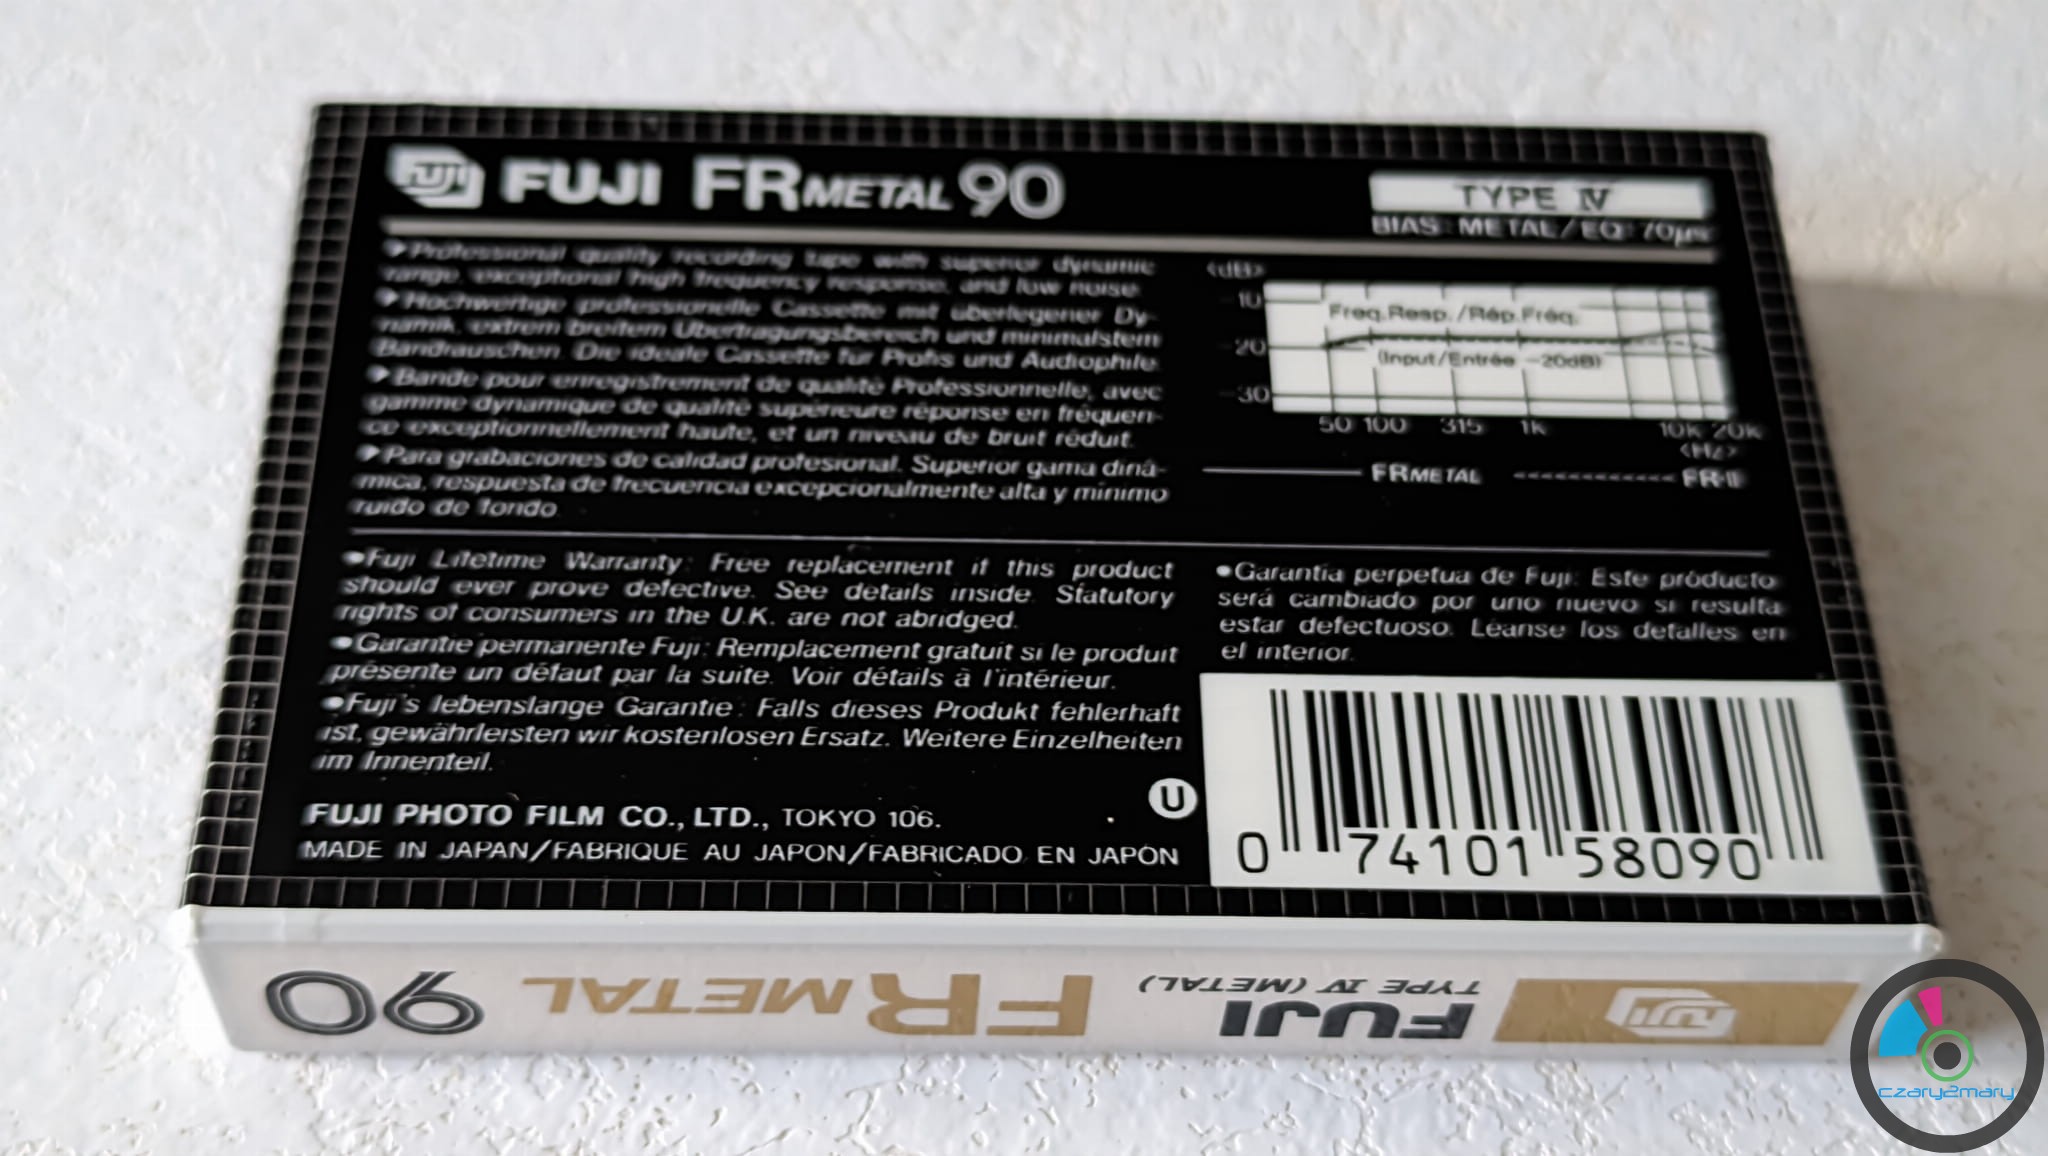 FUJI FUJI FR METAL 90
TYPE IV
BIAS: METAL/EQ: 70μs
Professional quality recording tape with superior dynamic
range, exceptional high frequency response, and low noise.
Hochwertige professionelle Cassette mit überlegener Dy-
namik, extrem breitem Übertragungsbereich und minimalstem
Bandrauschen. Die ideale Cassette für Profis und Audiophile.
Bande pour enregistrement de qualité Professionnelle, avec
gamme dynamique de qualité supérieure réponse en fréquen-
ce exceptionnellement haute, et un niveau de bruit réduit.
Para grabaciones de calidad profesional. Superior gama diná-
mica, respuesta de frecuencia excepcionalmente alta y mínimo
ruido de fondo.
<dB>
-10
-20
-30
Freq.Resp./Rép.Fréq.
(Input/Entrée -20dB)
50 100 315 1K 10K 20K
<Hz>
FR METAL FR-II
●Fuji Lifetime Warranty: Free replacement if this product
should ever prove defective. See details inside. Statutory
rights of consumers in the U.K. are not abridged.
●Garantie permanente Fuji: Remplacement gratuit si le produit
présente un défaut par la suite. Voir détails à l'intérieur.
●Fuji's lebenslange Garantie: Falls dieses Produkt fehlerhaft
ist, gewährleisten wir kostenlosen Ersatz. Weitere Einzelheiten
im Innenteil.
●Garantía perpetua de Fuji: Este próducto
será cambiado por uno nuevo si resulta
estar defectuoso. Léanse los detalles en
el interior.
FUJI PHOTO FILM CO., LTD., TOKYO 106.
MADE IN JAPAN/FABRIQUE AU JAPON/FABRICADO EN JAPÓN
U
0 74101 58090
FUJI
FUJI
TYPE IV (METAL)
FR METAL
90
czary2mary